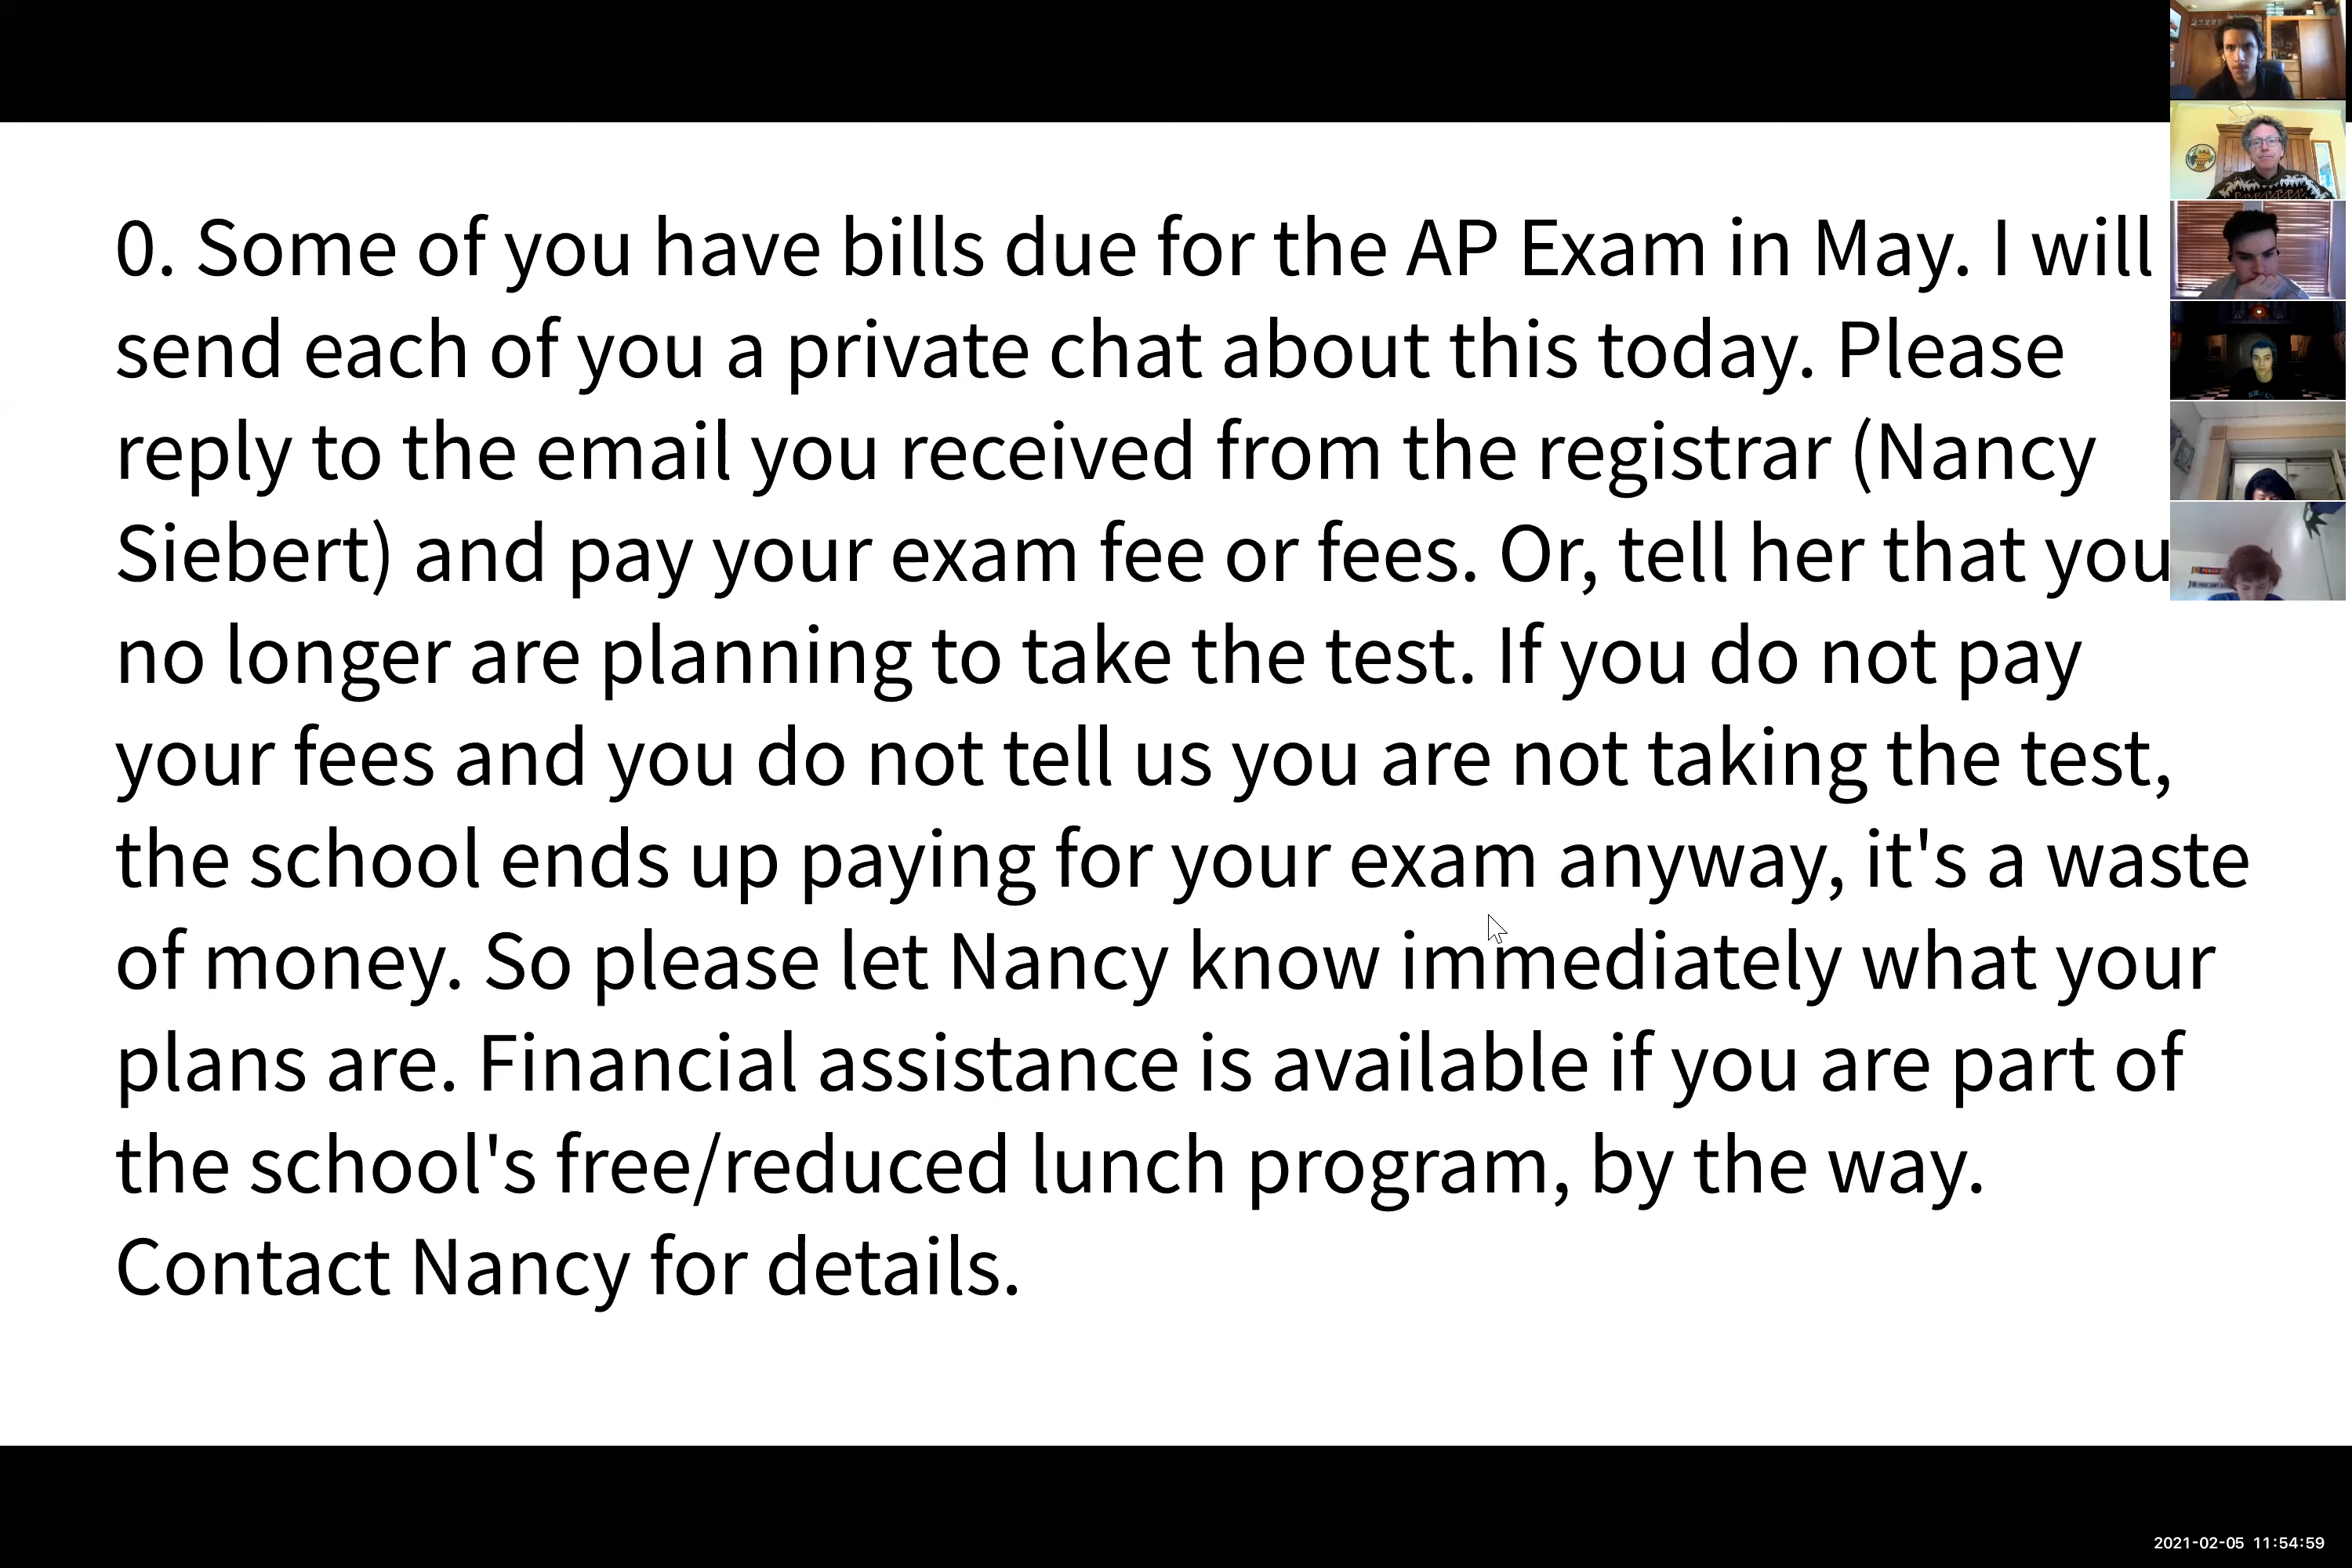 0. Some of you have bills due for the AP Exam in May. I will
send each of you a private chat about this today. Please
reply to the email you received from the registrar (Nancy
Siebert) and pay your exam fee or fees. Or, tell her that you
no longer are planning to take the test. If you do not pay
your fees and you do not tell us you are not taking the test,
the school ends up paying for your exam anyway, it's a waste
of money. So please let Nancy know immediately what your
plans are. Financial assistance is available if you are part of
the school's free/reduced lunch program, by the way.
Contact Nancy for details.
2021-02-05 11:54:59